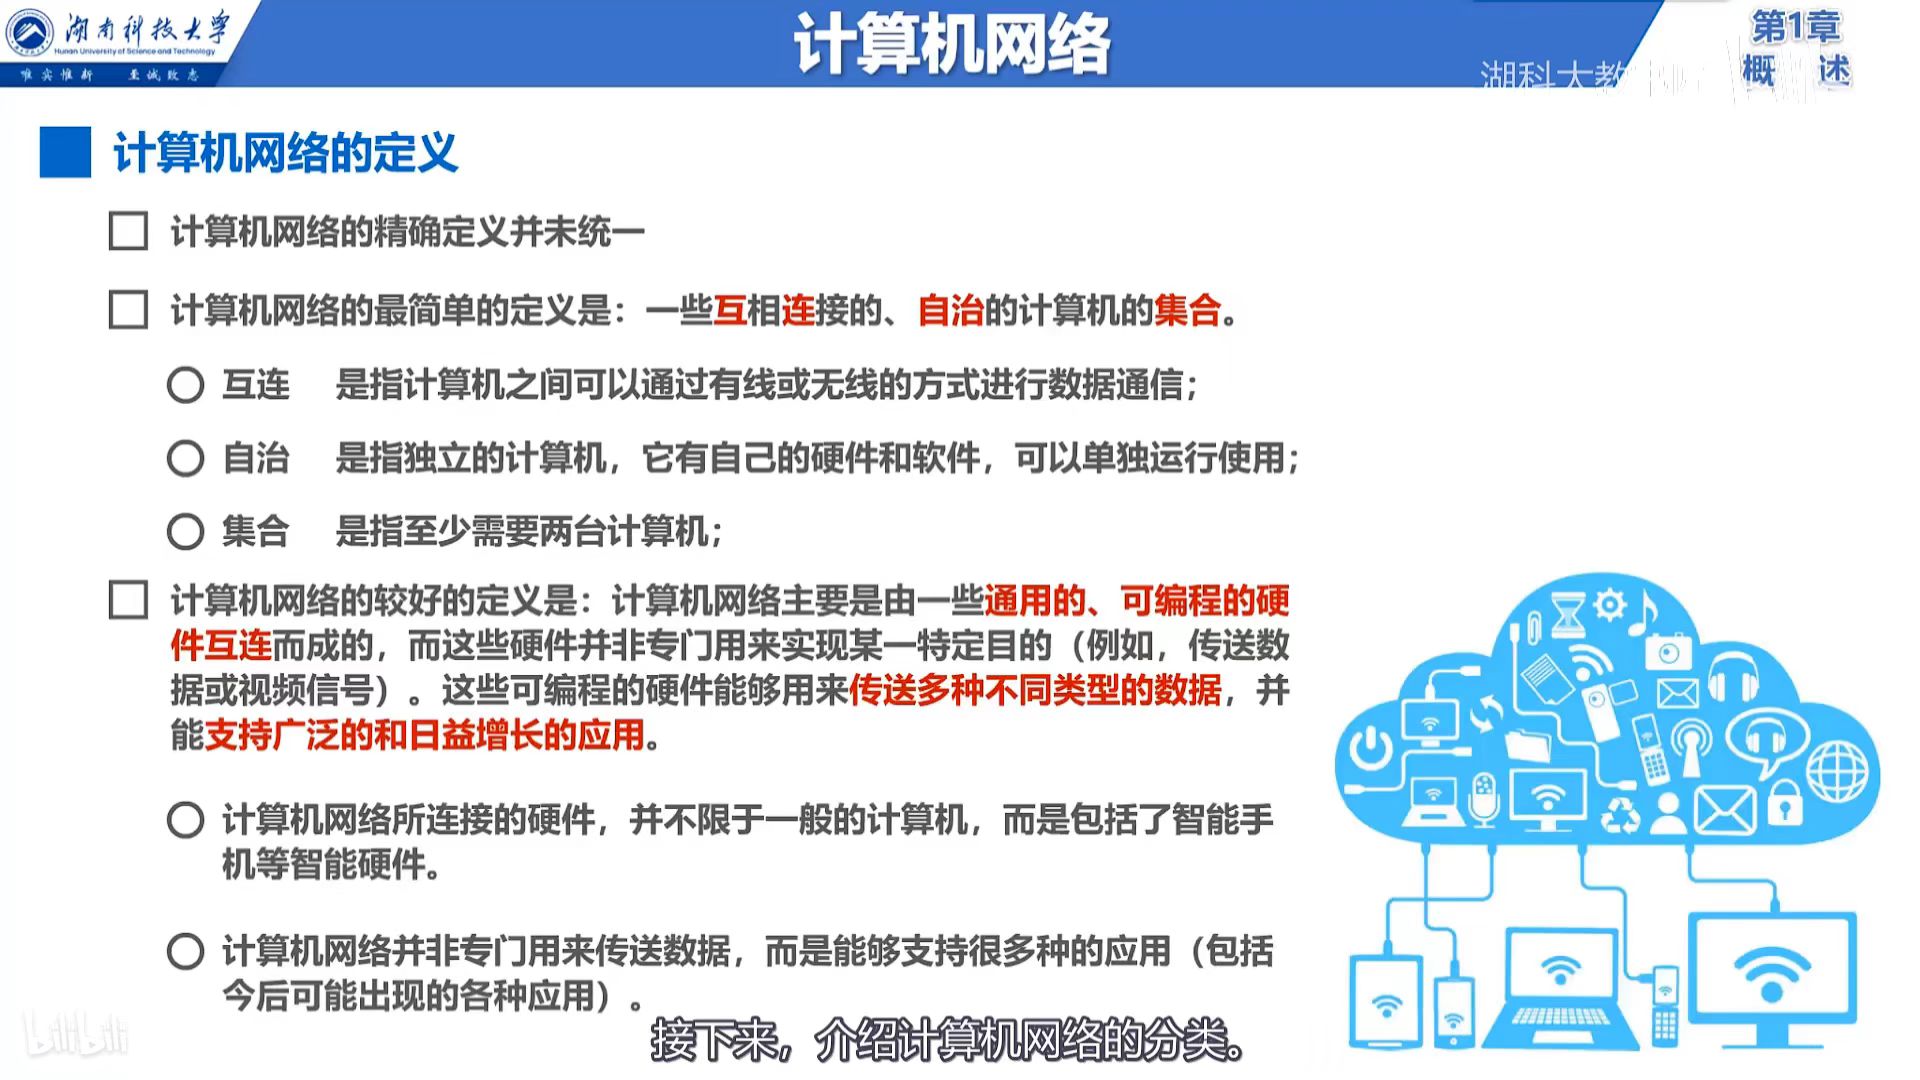 湖南科技大学
Hunan University of Science and Technology
唯实惟新 至诚致志
计算机网络
第1章
概 述
湖科大教
计算机网络的定义
计算机网络的精确定义并未统一
计算机网络的最简单的定义是：一些互相连接的、自治的计算机的集合。
互连 是指计算机之间可以通过有线或无线的方式进行数据通信；
自治 是指独立的计算机，它有自己的硬件和软件，可以单独运行使用；
集合 是指至少需要两台计算机；
计算机网络的较好的定义是：计算机网络主要是由一些通用的、可编程的硬
件互连而成的，而这些硬件并非专门用来实现某一特定目的（例如，传送数
据或视频信号）。这些可编程的硬件能够用来传送多种不同类型的数据，并
能支持广泛的和日益增长的应用。
计算机网络所连接的硬件，并不限于一般的计算机，而是包括了智能手
机等智能硬件。
计算机网络并非专门用来传送数据，而是能够支持很多种的应用（包括
今后可能出现的各种应用）。
bilibili
接下来，介绍计算机网络的分类。